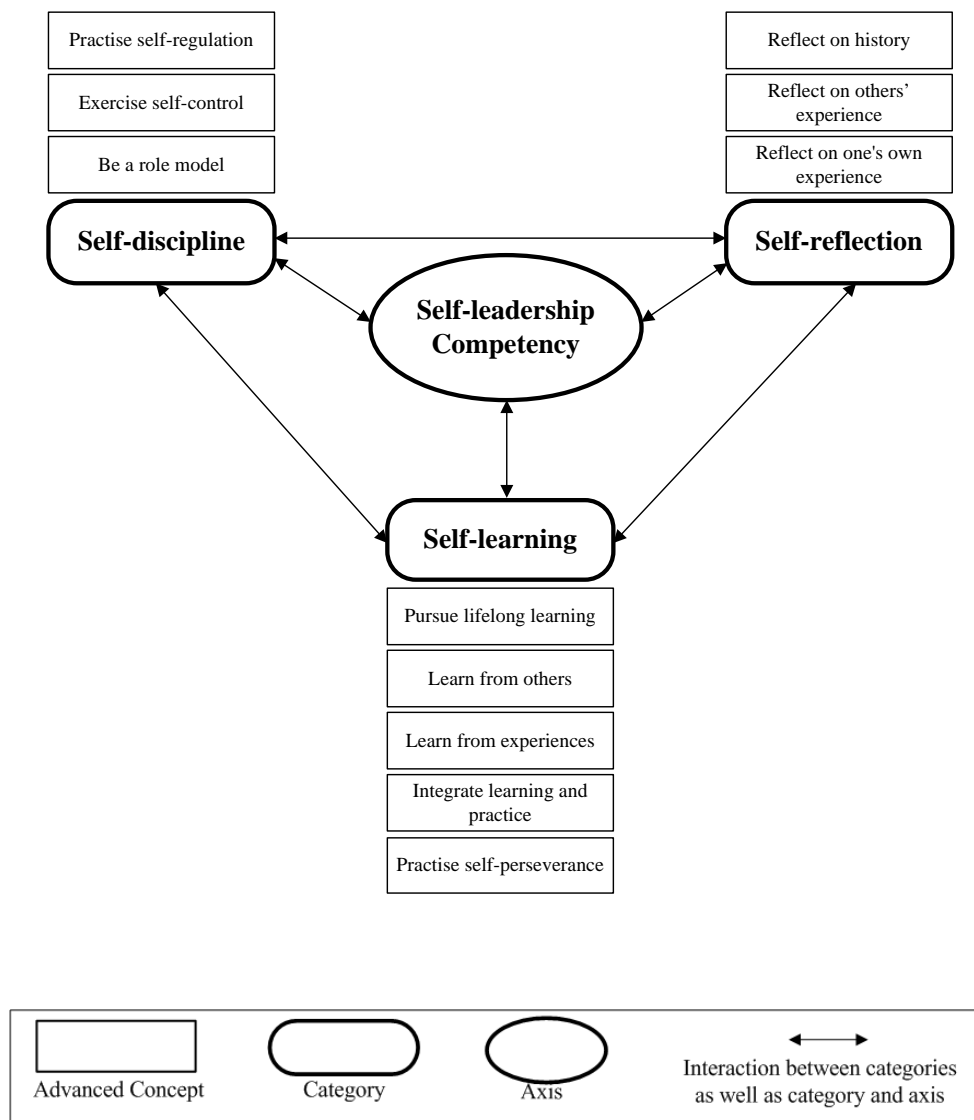 Practise self-regulation
Exercise self-control
Be a role model
Self-discipline
Reflect on history
Reflect on others’
experience
Reflect on one's own
experience
Self-reflection
Self-leadership
Competency
Self-learning
Pursue lifelong learning
Learn from others
Learn from experiences
Integrate learning and
practice
Practise self-perseverance
Advanced Concept
Category
Axis
Interaction between categories
as well as category and axis